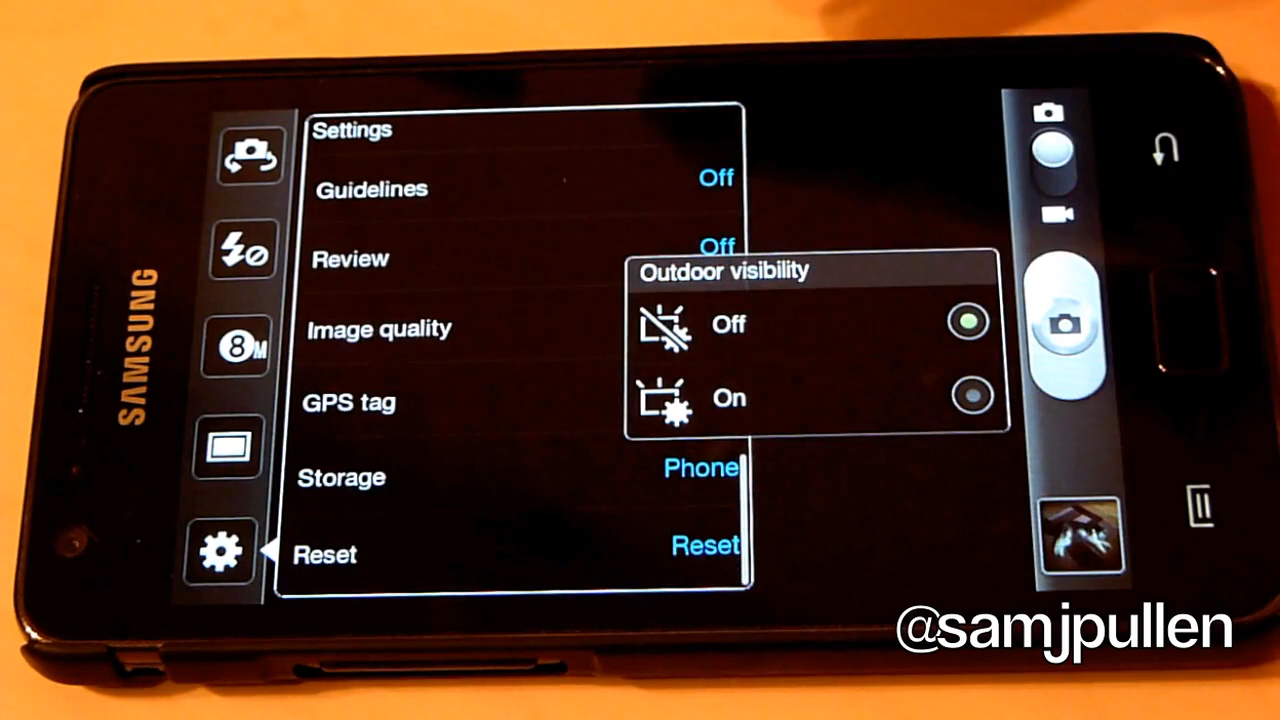 SAMSUNG
8M
Settings
Guidelines Off
Review Off
Image quality
GPS tag
Storage Phone
Reset Reset
Outdoor visibility
Off
On
@samjpullen